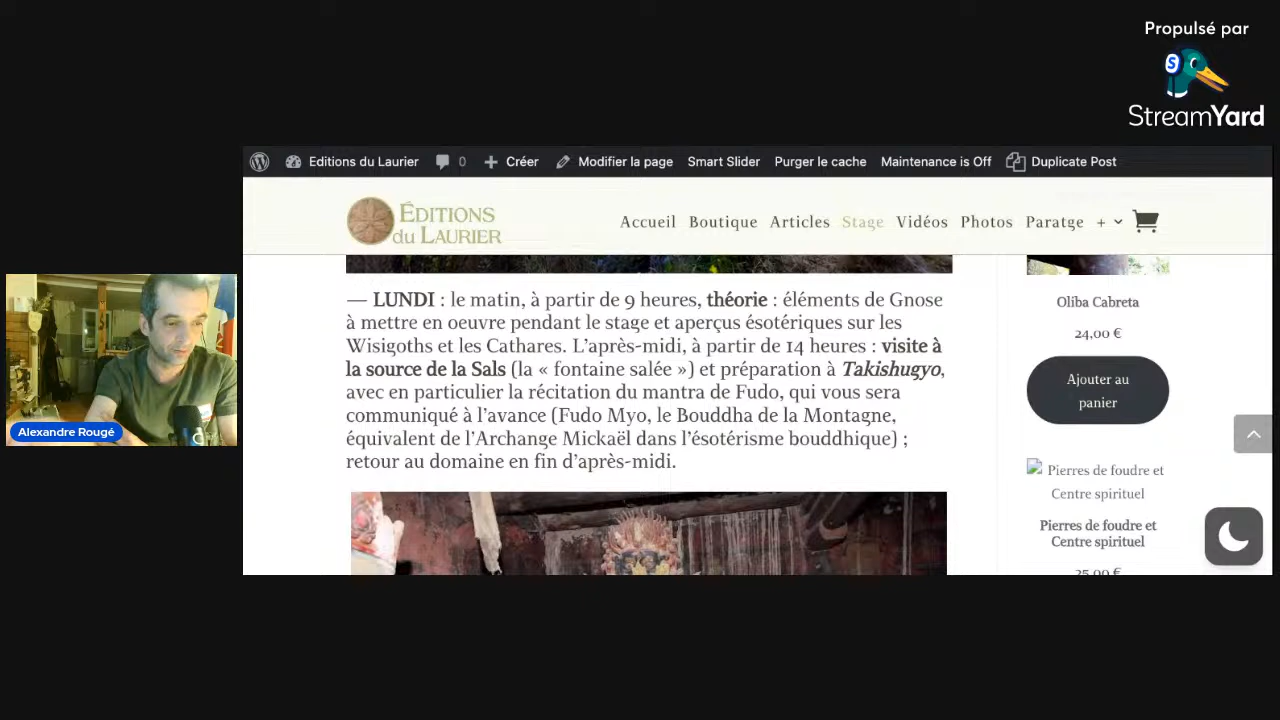 Propulsé par
StreamYard
Editions du Laurier 0 Créer Modifier la page Smart Slider Purger le cache Maintenance is Off Duplicate Post
ÉDITIONS
DU LAURIER
Accueil Boutique Articles Stage Vidéos Photos Paratge +
— LUNDI : le matin, à partir de 9 heures, théorie : éléments de Gnose
à mettre en oeuvre pendant le stage et aperçus ésotériques sur les
Wisigoths et les Cathares. L'après-midi, à partir de 14 heures : visite à
la source de la Sals (la « fontaine salée ») et préparation à Takishugyo,
avec en particulier la récitation du mantra de Fudo, qui vous sera
communiqué à l'avance (Fudo Myo, le Bouddha de la Montagne,
équivalent de l'Archange Mickaël dans l'ésotérisme bouddhique) ;
retour au domaine en fin d'après-midi.
Oliba Cabreta
24,00 €
Ajouter au
panier
Pierres de foudre et
Centre spirituel
Pierres de foudre et
Centre spirituel
25,00 €
Alexandre Rougé